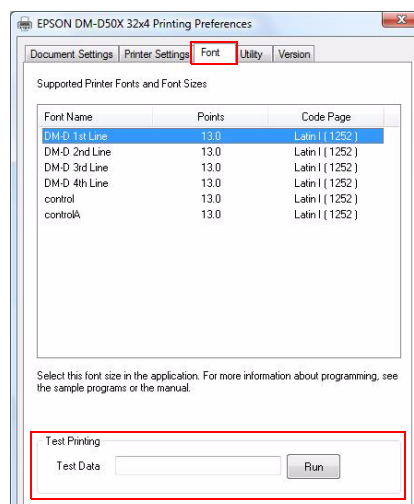 EPSON DM-D50X 32x4 Printing Preferences
Document Settings Printer Settings Font Utility Version
Supported Printer Fonts and Font Sizes
Font Name Points Code Page
DM-D 1st Line 13.0 Latin I ( 1252 )
DM-D 2nd Line 13.0 Latin I ( 1252 )
DM-D 3rd Line 13.0 Latin I ( 1252 )
DM-D 4th Line 13.0 Latin I ( 1252 )
control 13.0 Latin I ( 1252 )
controlA 13.0 Latin I ( 1252 )
Select this font size in the application. For more information about programming, see
the sample programs or the manual.
Test Printing
Test Data Run